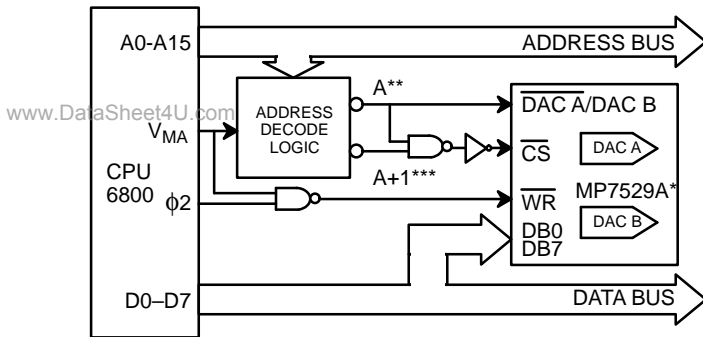 A0-A15
ADDRESS BUS
A**
www.DataSheet4U.com
ADDRESS
DECODE
LOGIC
DAC A/DAC B
VMA
CS
DAC A
CPU
6800
A+1***
φ2
WR
MP7529A*
DB0
DB7
DAC B
D0–D7
DATA BUS